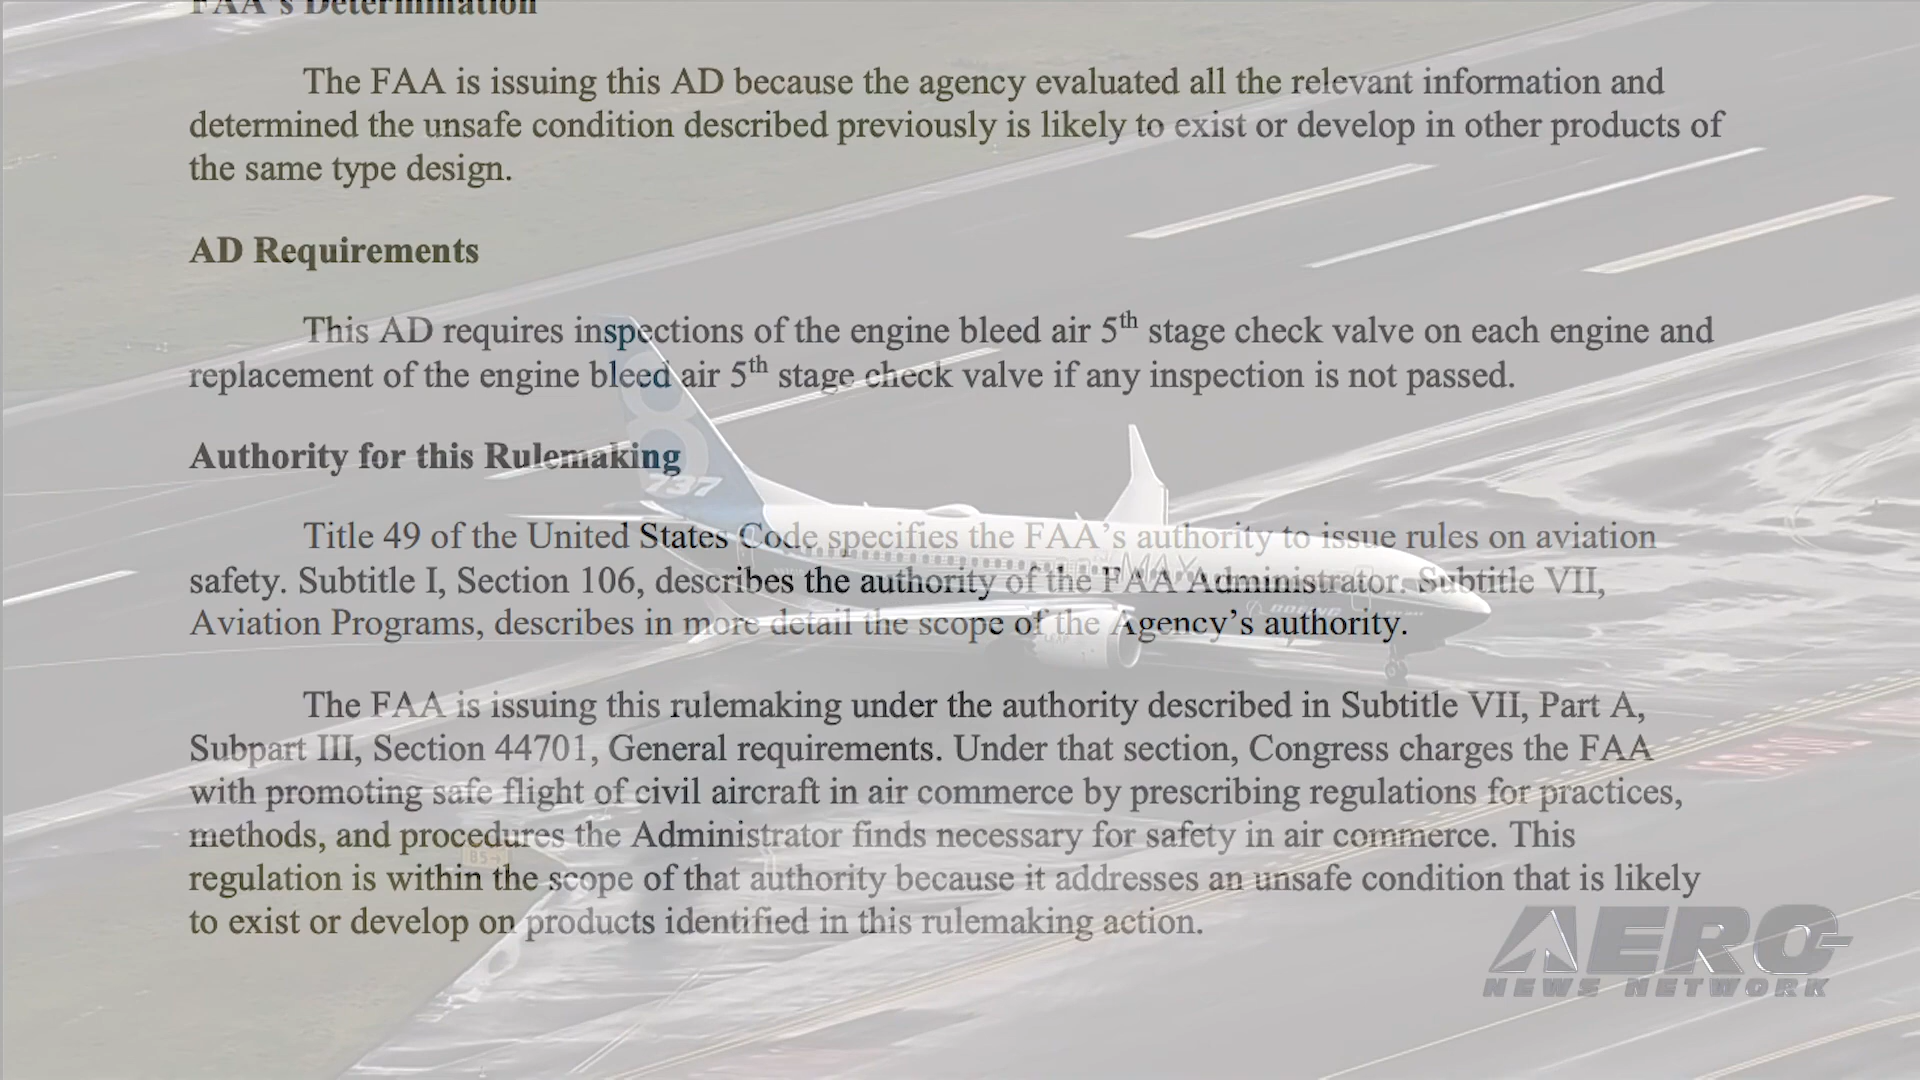 FAA's Determination
The FAA is issuing this AD because the agency evaluated all the relevant information and
determined the unsafe condition described previously is likely to exist or develop in other products of
the same type design.
AD Requirements
This AD requires inspections of the engine bleed air 5th stage check valve on each engine and
replacement of the engine bleed air 5th stage check valve if any inspection is not passed.
Authority for this Rulemaking
737
Title 49 of the United States Code specifies the FAA's authority to issue rules on aviation
MAX
safety. Subtitle I, Section 106, describes the authority of the FAA Administrator. Subtitle VII,
BOEING
Aviation Programs, describes in more detail the scope of the Agency's authority.
The FAA is issuing this rulemaking under the authority described in Subtitle VII, Part A,
Subpart III, Section 44701, General requirements. Under that section, Congress charges the FAA
with promoting safe flight of civil aircraft in air commerce by prescribing regulations for practices,
methods, and procedures the Administrator finds necessary for safety in air commerce. This
regulation is within the scope of that authority because it addresses an unsafe condition that is likely
to exist or develop on products identified in this rulemaking action.
AERO
NEWS NETWORK